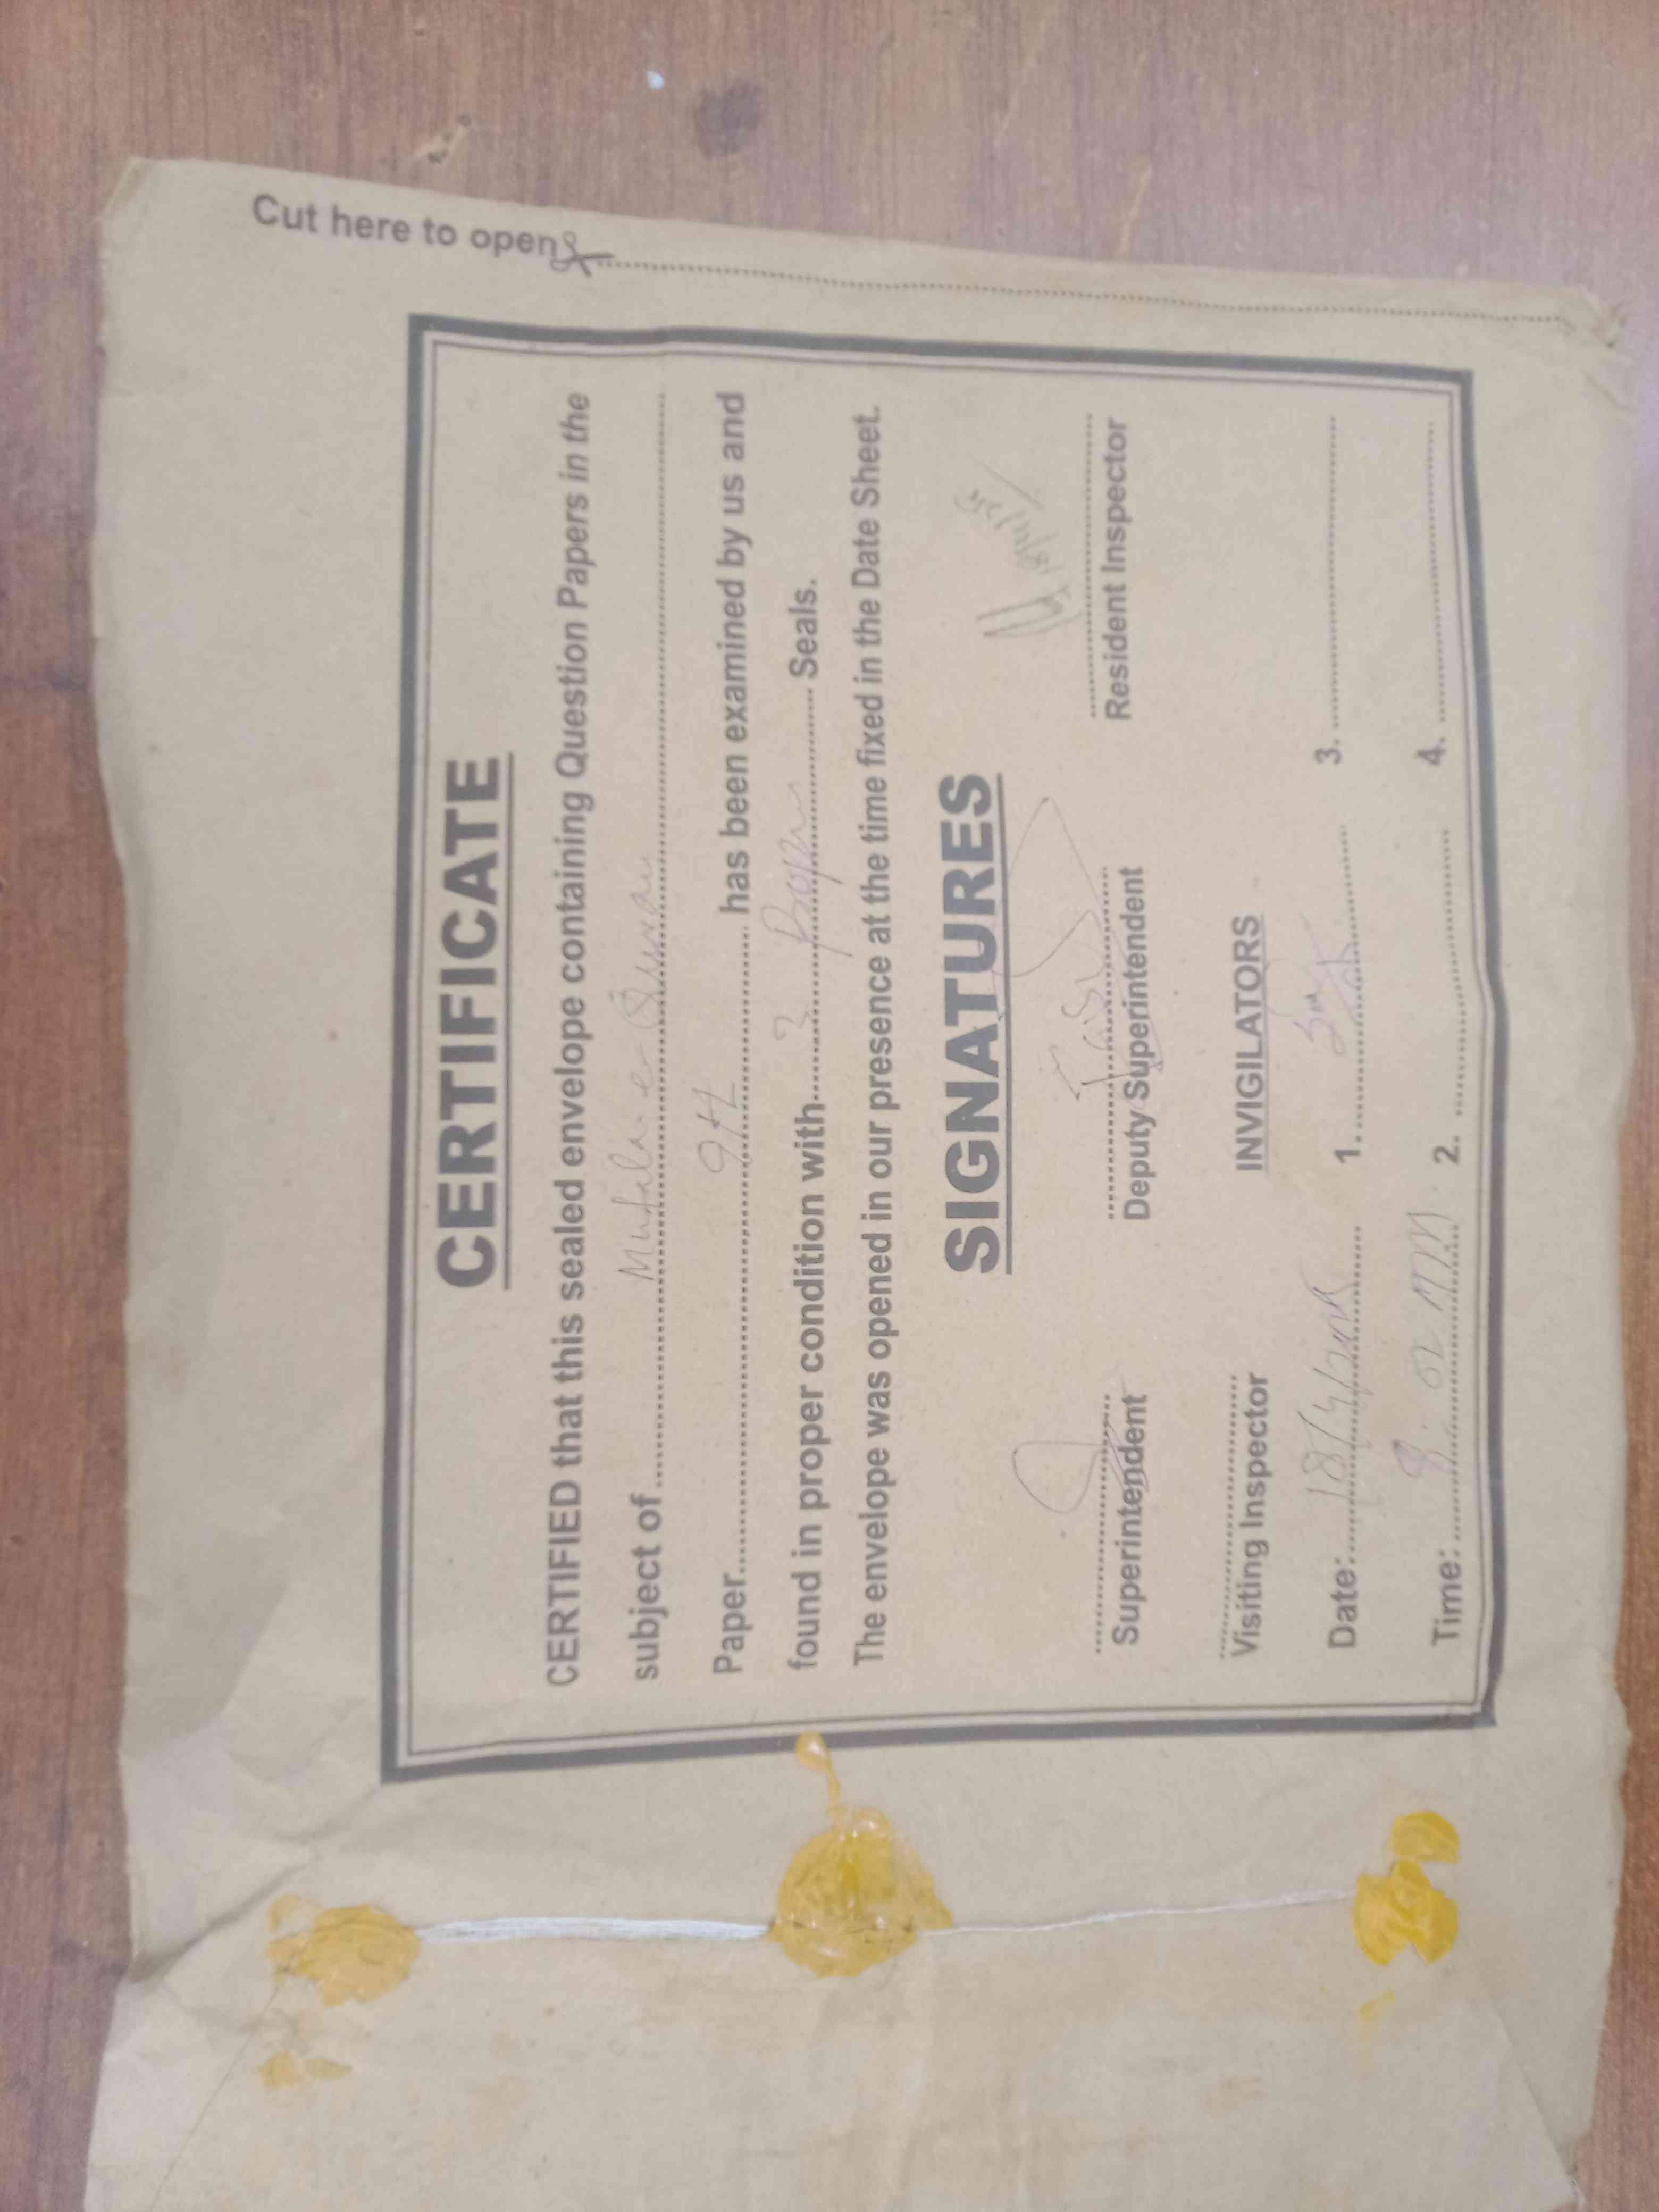 Cut here to open
CERTIFICATE
CERTIFIED that this sealed envelope containing Question Papers in the
subject of Mutalia-e-Quran
Paper 9th has been examined by us and
found in proper condition with 3 Seals.
The envelope was opened in our presence at the time fixed in the Date Sheet.
SIGNATURES
Superintendent Deputy Superintendent Resident Inspector
Visiting Inspector INVIGILATORS
Date: 1. 3.
Time: 2. 4.